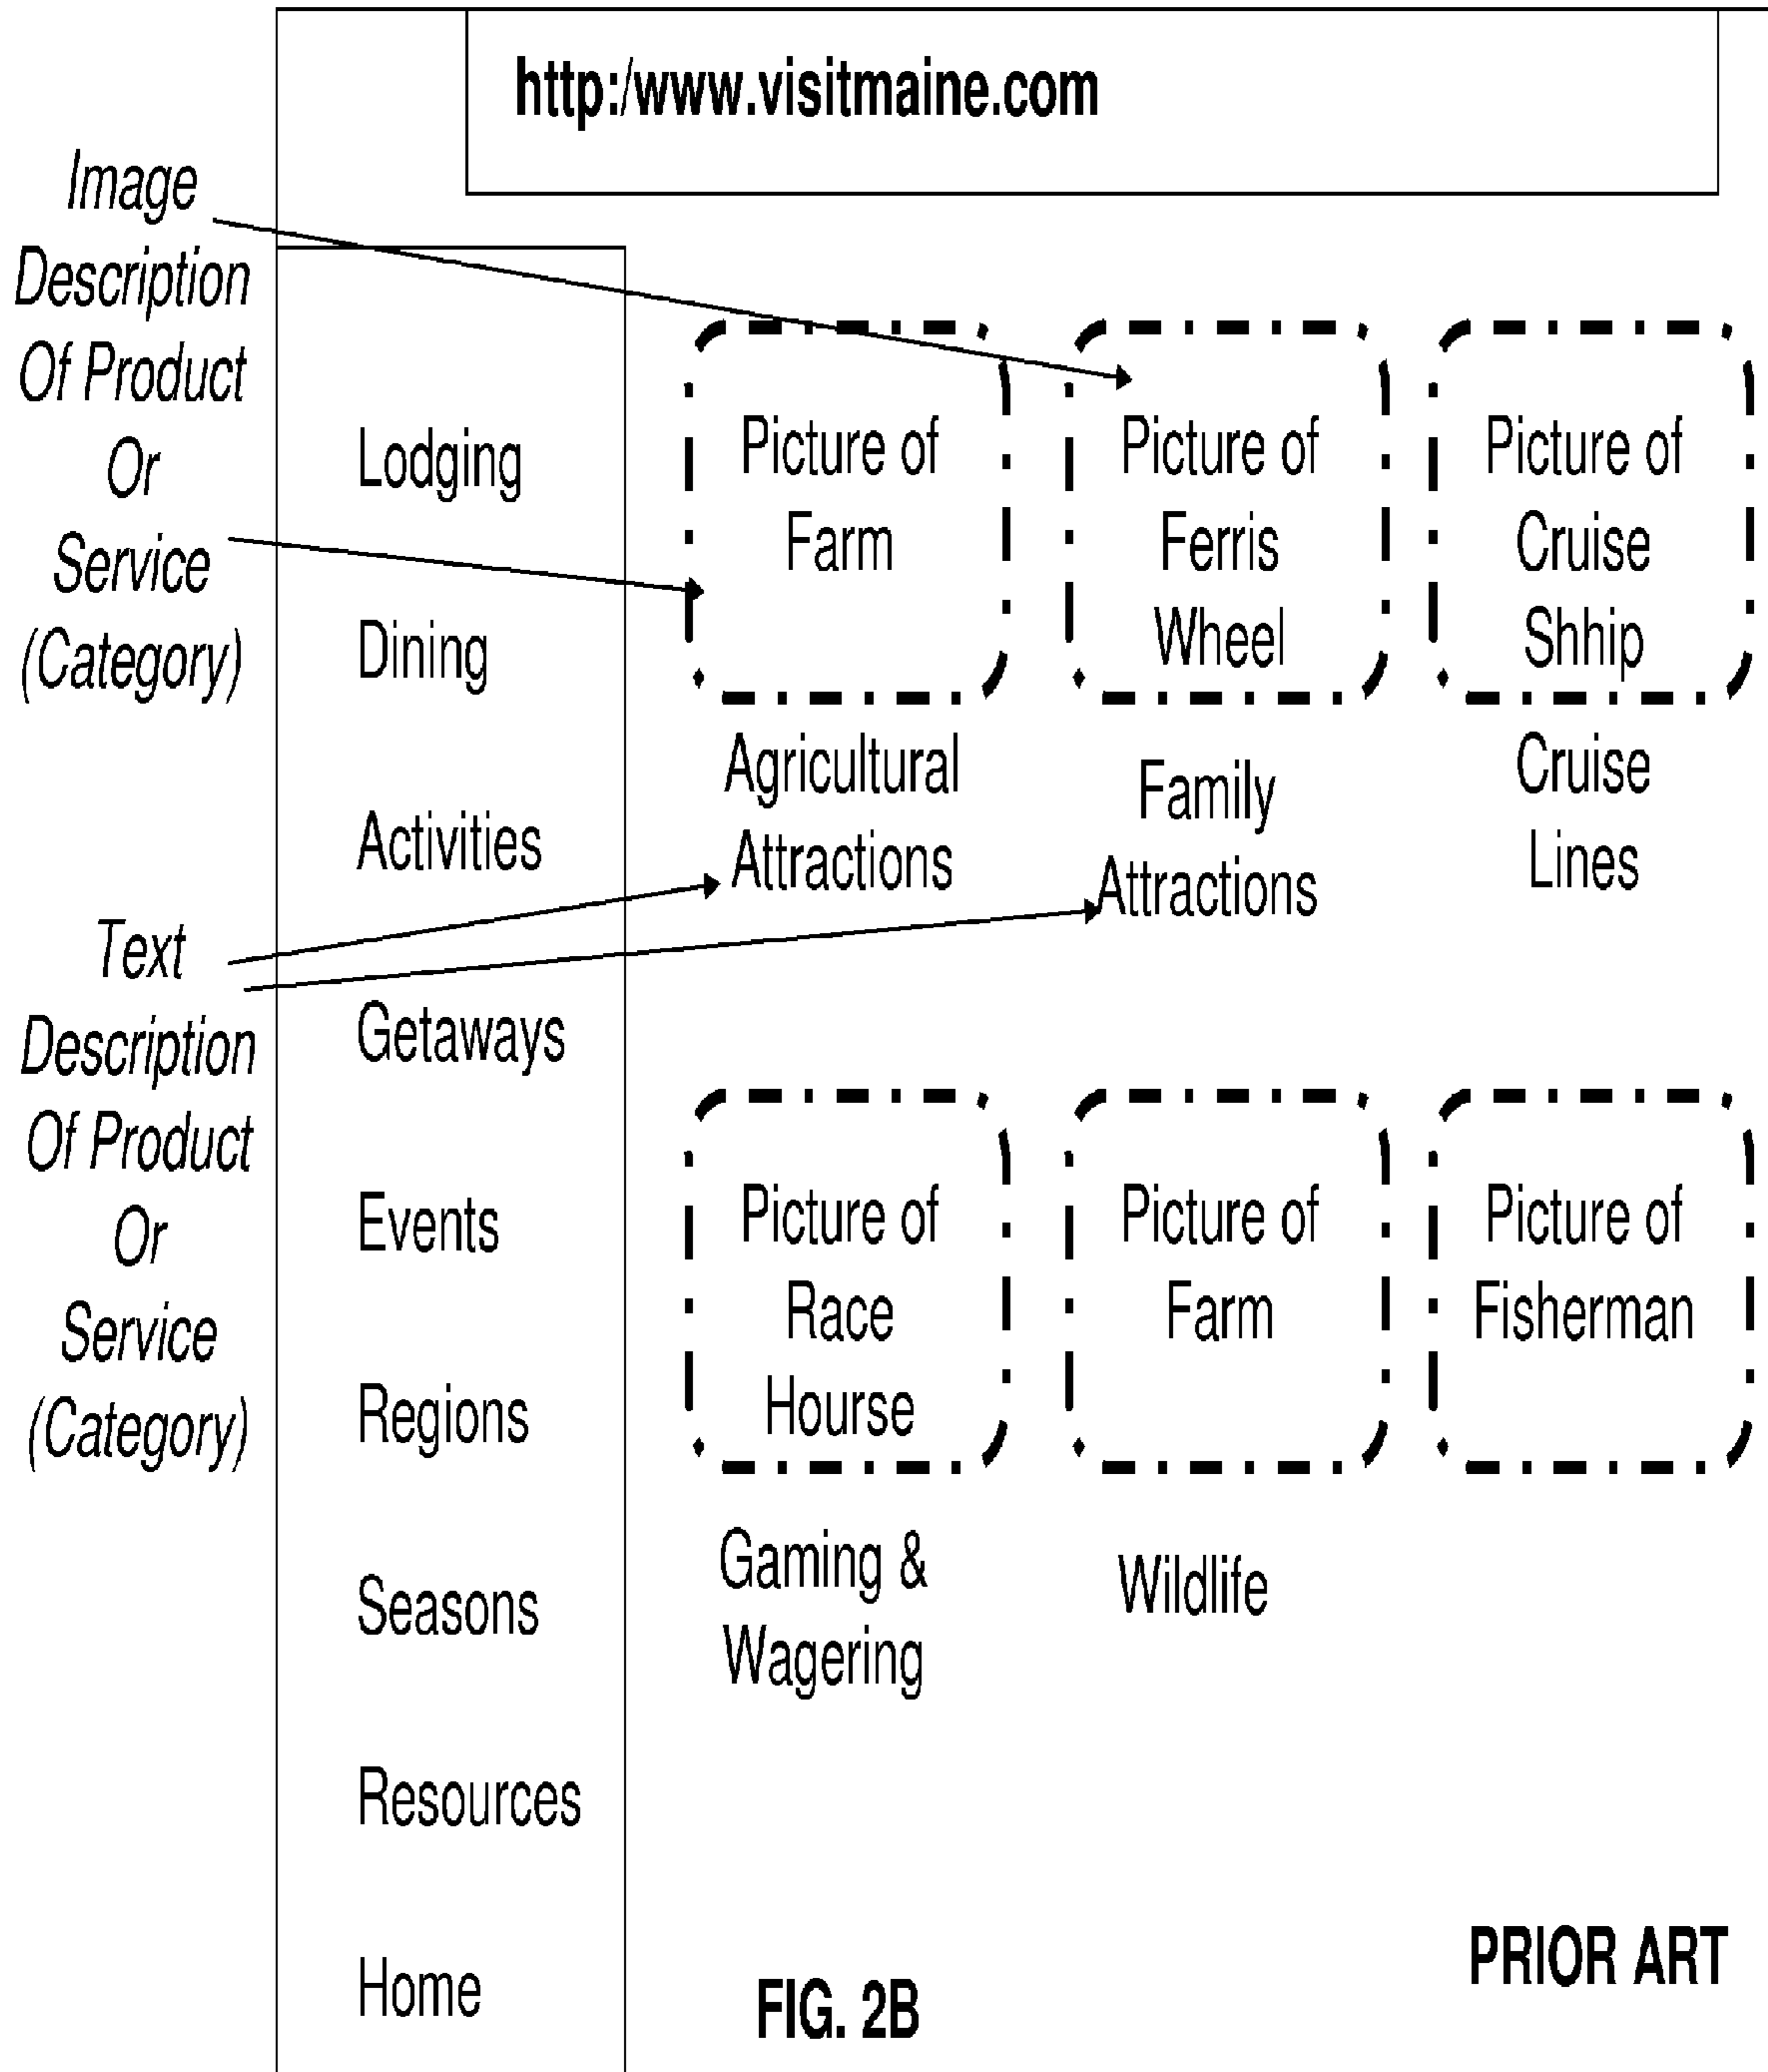 http:/www.visitmaine.com
Image
Description
Of Product
Or
Service
(Category)
Text
Description
Of Product
Or
Service
(Category)
Lodging
Dining
Activities
Getaways
Events
Regions
Seasons
Resources
Home
Picture of
Farm
Agricultural
Attractions
Picture of
Ferris
Wheel
Family
Attractions
Picture of
Cruise
Shhip
Cruise
Lines
Picture of
Race
Hourse
Gaming &
Wagering
Picture of
Farm
Wildlife
Picture of
Fisherman
PRIOR ART
FIG. 2B